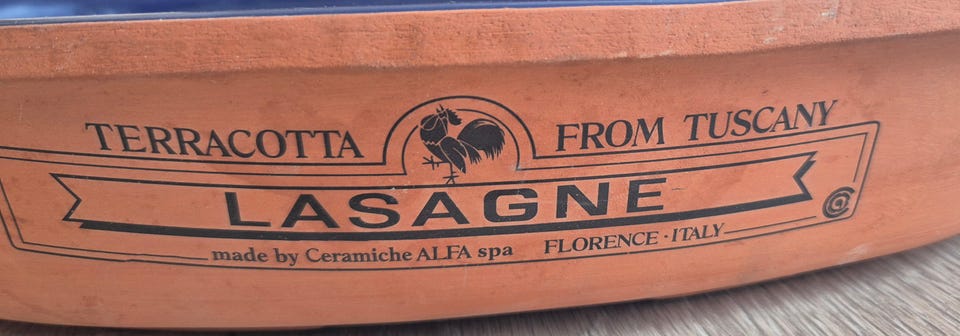 TERRACOTTA FROM TUSCANY
LASAGNE
made by Ceramiche ALFA spa FLORENCE · ITALY